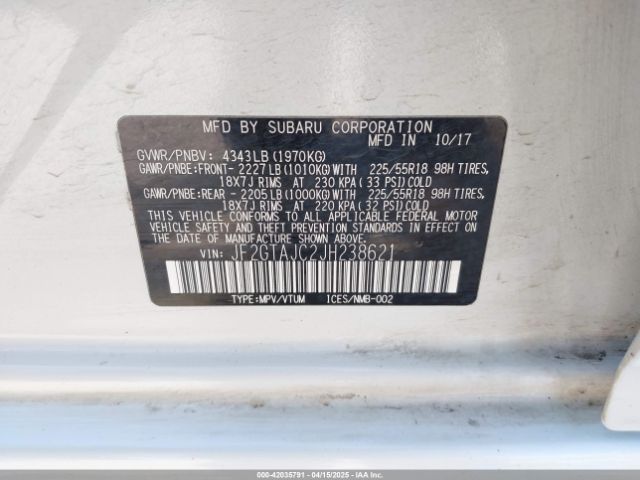 MFD BY SUBARU CORPORATION
MFD IN 10/17
GVWR/PNBV: 4343LB (1970KG)
GAWR/PNBE:FRONT- 2227LB (1010KG)WITH 225/55R18 98H TIRES,
18X7J RIMS AT 230 KPA (33 PSI)COLD
GAWR/PNBE:REAR - 2205LB (1000KG)WITH 225/55R18 98H TIRES,
18X7J RIMS AT 220 KPA (32 PSI)COLD
THIS VEHICLE CONFORMS TO ALL APPLICABLE FEDERAL MOTOR
VEHICLE SAFETY AND THEFT PREVENTION STANDARDS IN EFFECT ON
THE DATE OF MANUFACTURE SHOWN ABOVE.
VIN: JF2GTAJC2JH238621
TYPE:MPV/VTUM ICES/NMB-002
000-42035791 - 04/15/2025 - IAA Inc.